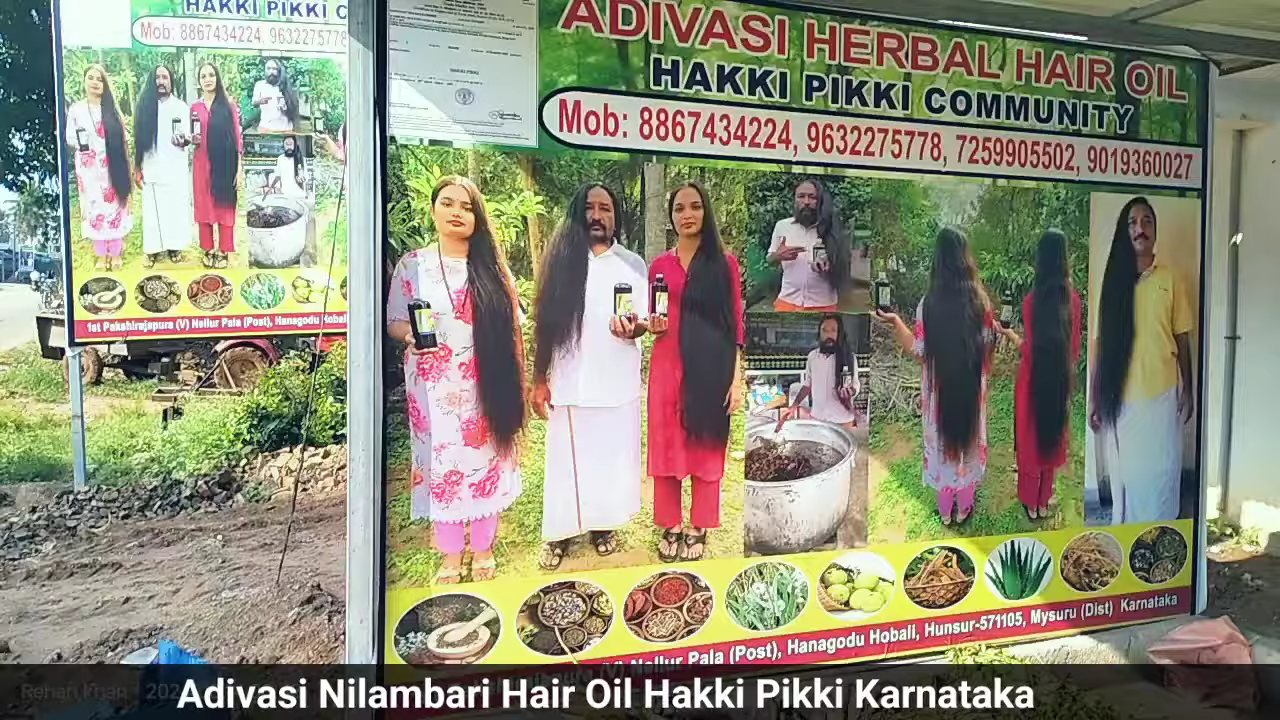 HAKKI PIKKI C
Mob: 8867434224, 9632275778
1st Pakshirajapura (V) Nellur Pala (Post), Hanagodu Hobali
ADIVASI HERBAL HAIR OIL
HAKKI PIKKI COMMUNITY
Mob: 8867434224, 9632275778, 7259905502, 9019360027
Nellur Pala (Post), Hanagodu Hobali, Hunsur-571105, Mysuru (Dist) Karnataka
Adivasi Nilambari Hair Oil Hakki Pikki Karnataka